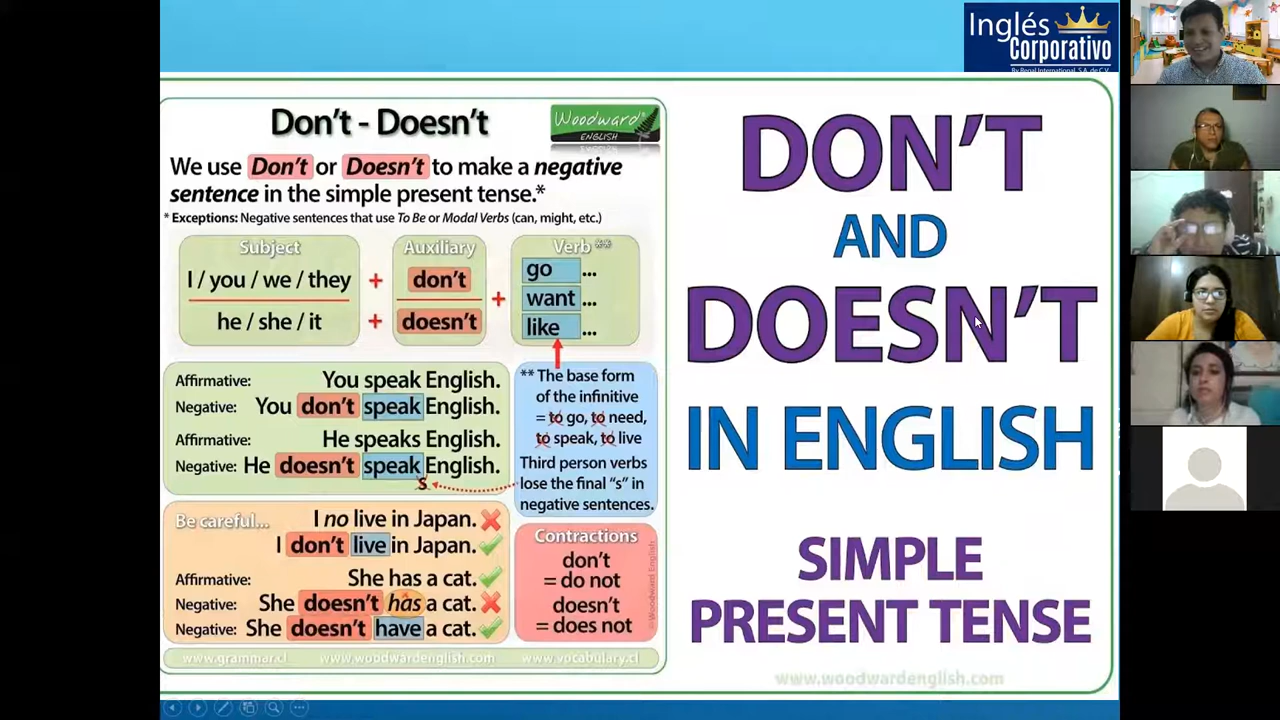 Inglés
Corporativo
By Renal International, S.A. de C.V.
Don't - Doesn't
Woodward®
ENGLISH
We use Don't or Doesn't to make a negative
sentence in the simple present tense.*
* Exceptions: Negative sentences that use To Be or Modal Verbs (can, might, etc.)
Subject
Auxiliary
Verb **
I / you / we / they + don't
he / she / it + doesn't
+
go ...
want ...
like ...
Affirmative: You speak English.
Negative: You don't speak English.
Affirmative: He speaks English.
Negative: He doesn't speak English.
s
** The base form
of the infinitive
= to go, to need,
to speak, to live
Third person verbs
lose the final "s" in
negative sentences.
Be careful...
I no live in Japan.
I don't live in Japan.
Affirmative: She has a cat.
Negative: She doesn't has a cat.
Negative: She doesn't have a cat.
Contractions
don't
= do not
doesn't
= does not
© Woodward English
www.grammar.cl www.woodwardenglish.com www.vocabulary.cl
DON'T
AND
DOESN'T
IN ENGLISH
SIMPLE
PRESENT TENSE
www.woodwardenglish.com